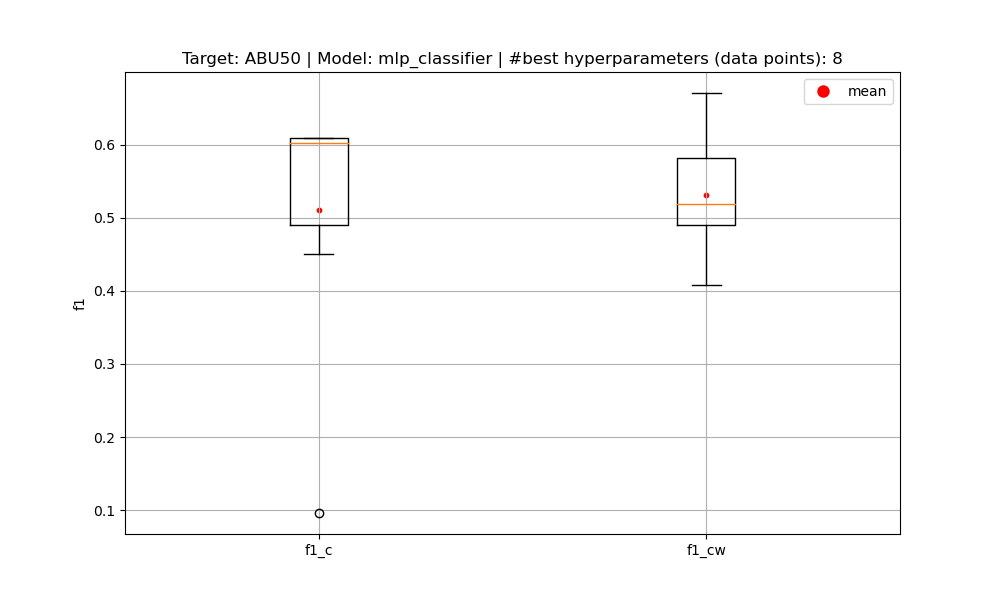 Target: ABU50 | Model: mlp_classifier | #best hyperparameters (data points): 8
mean
0.6
0.5
0.4
0.3
0.2
0.1
f1
f1_c
f1_cw